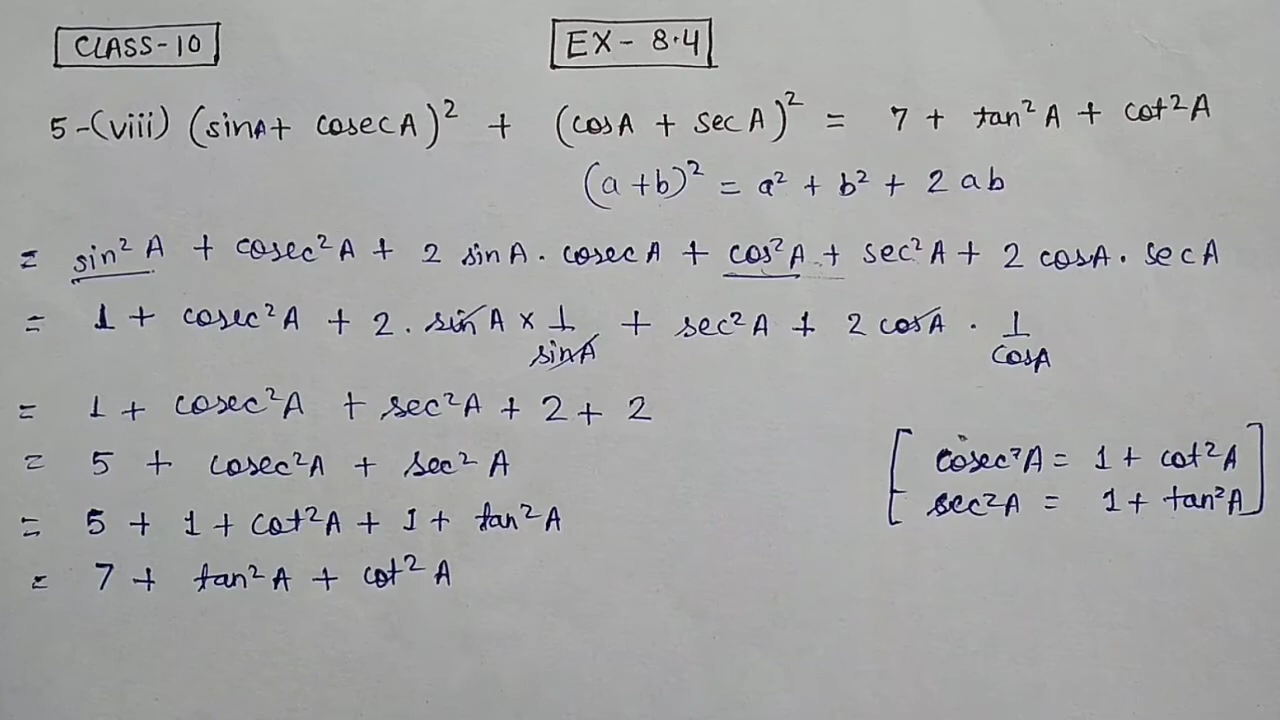 CLASS-10 EX - 8.4
5-(viii) (sinA + cosecA)² + (cosA + secA)² = 7 + tan²A + cot²A
(a+b)² = a² + b² + 2ab
= sin²A + cosec²A + 2 sinA . cosecA + cos²A + sec²A + 2 cosA . secA
= 1 + cosec²A + 2 . sinA × 1/sinA + sec²A + 2 cosA . 1/cosA
= 1 + cosec²A + sec²A + 2 + 2
= 5 + cosec²A + sec²A
[cosec²A = 1 + cot²A
sec²A = 1 + tan²A]
= 5 + 1 + cot²A + 1 + tan²A
= 7 + tan²A + cot²A